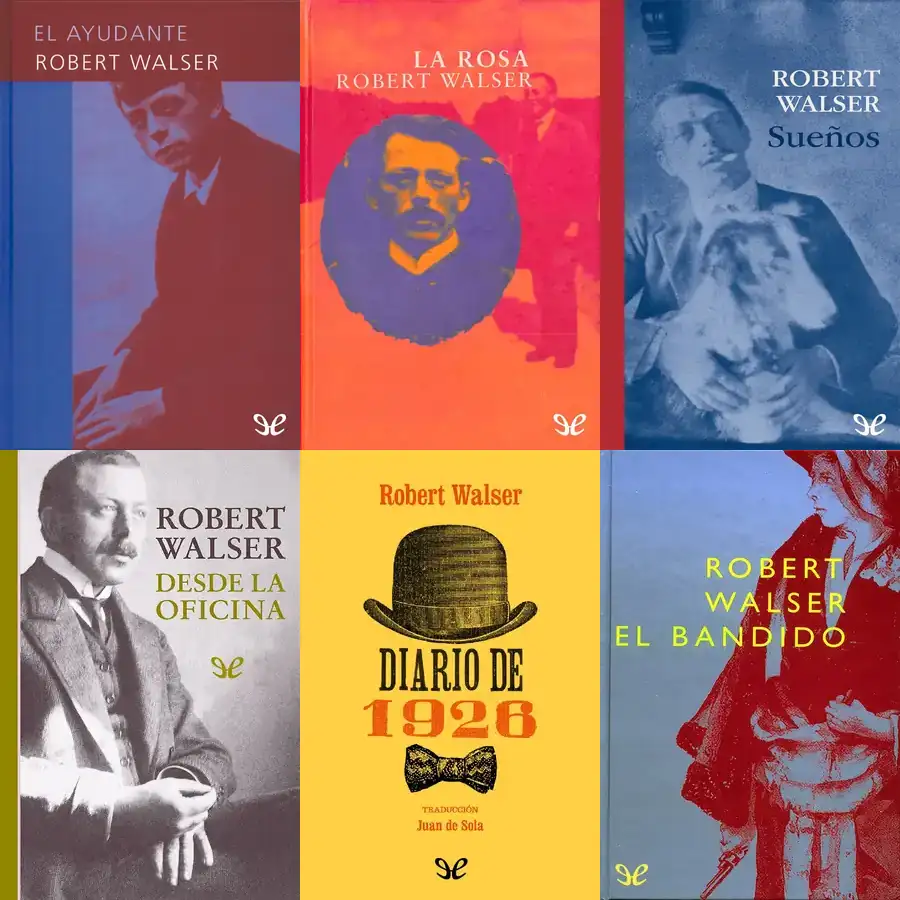 EL AYUDANTE
ROBERT WALSER
LA ROSA
ROBERT WALSER
ROBERT
WALSER
Sueños
ROBERT
WALSER
DESDE LA
OFICINA
Robert Walser
DIARIO DE
1926
TRADUCCIÓN
Juan de Sola
ROBERT
WALSER
EL BANDIDO